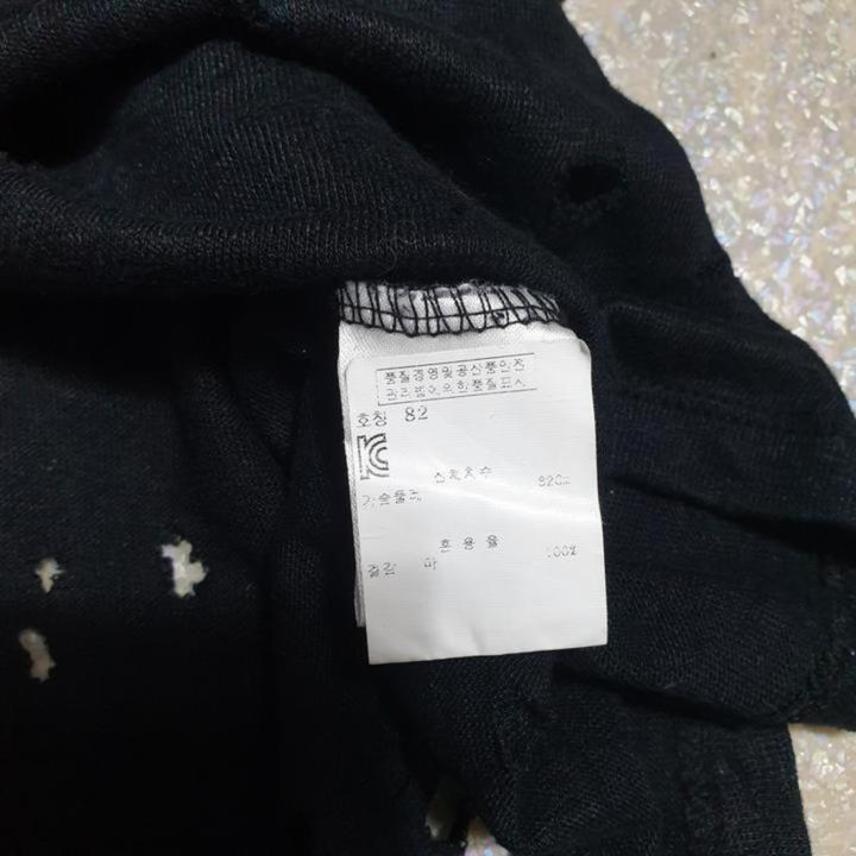 품질경영및공산품안전
관리법에의한품질표시
호칭 82
신체치수
가슴둘레 82cm
혼용율
겉감 마 100%